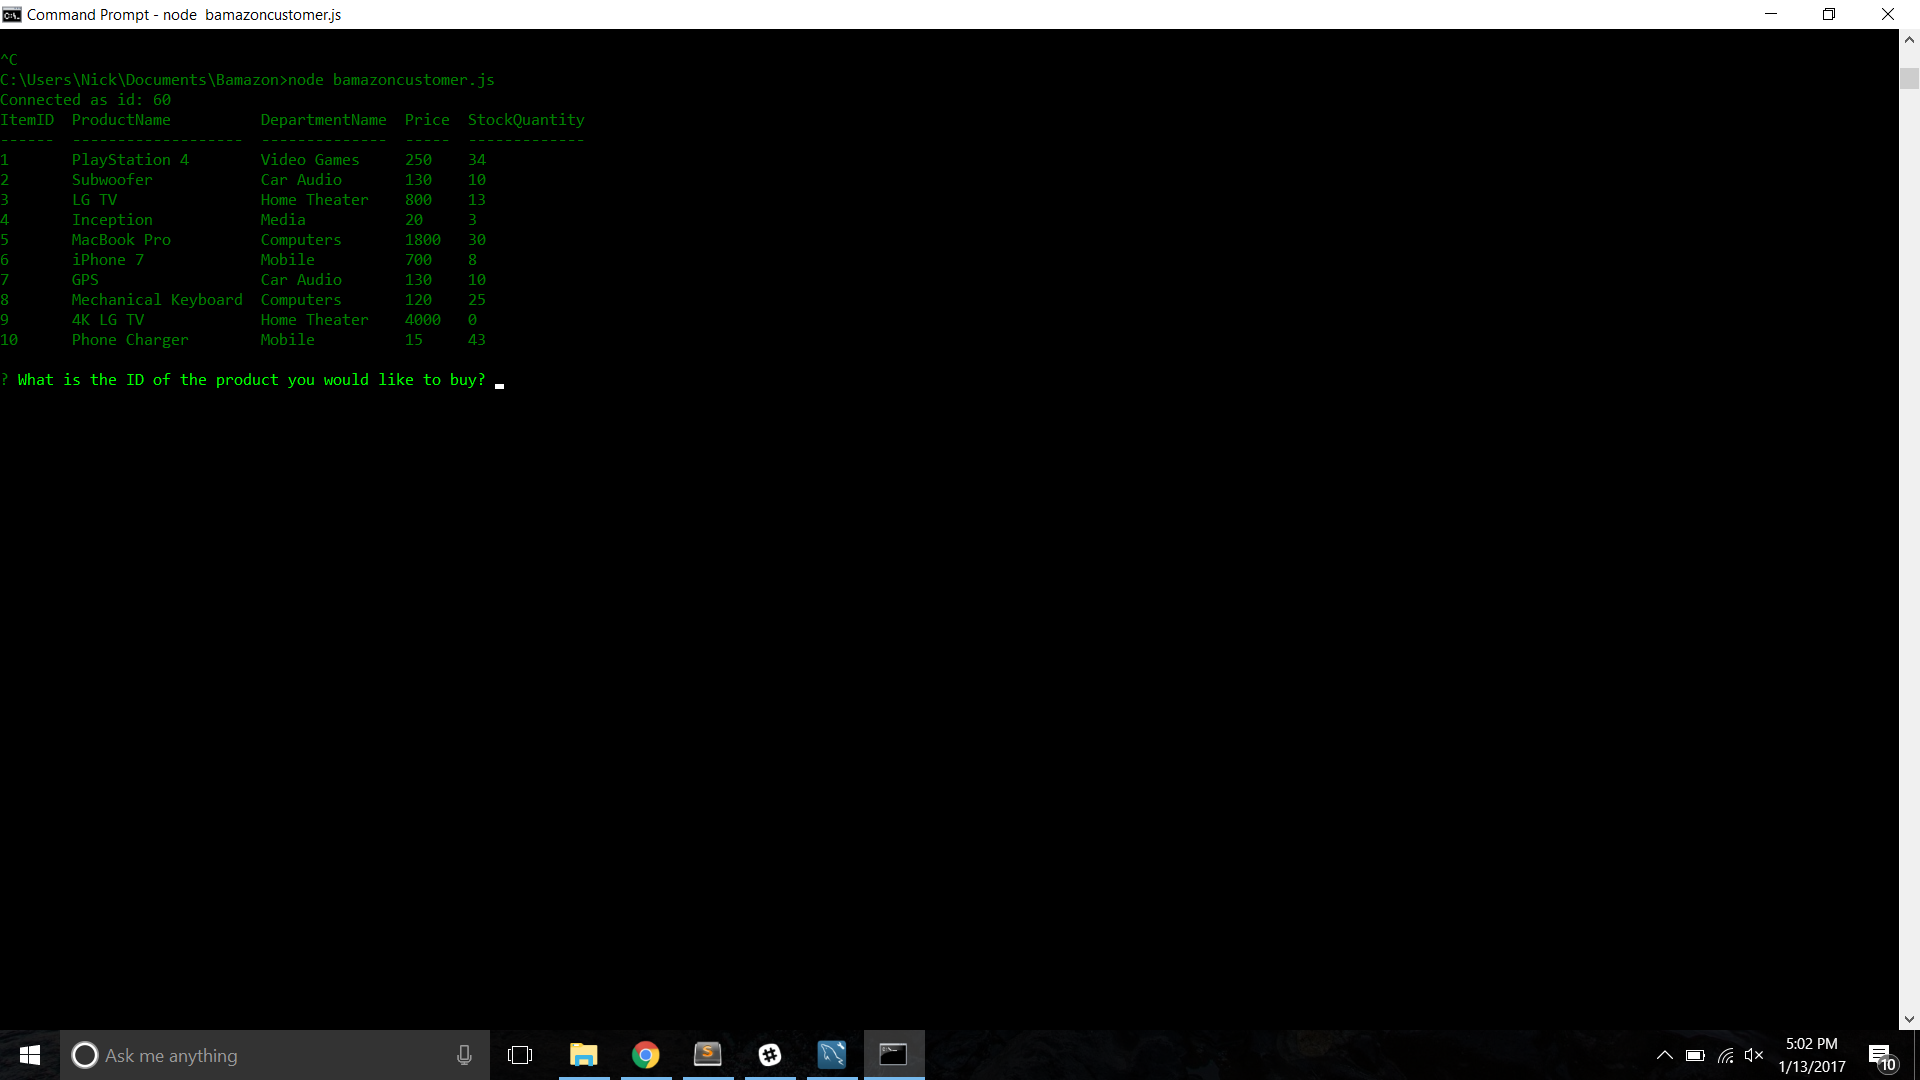 Command Prompt - node  bamazoncustomer.js
^C
C:\Users\Nick\Documents\Bamazon>node bamazoncustomer.js
Connected as id: 60
ItemID  ProductName          DepartmentName  Price  StockQuantity
------  -------------------  --------------  -----  -------------
1       PlayStation 4        Video Games     250    34
2       Subwoofer            Car Audio       130    10
3       LG TV                Home Theater    800    13
4       Inception            Media           20     3
5       MacBook Pro          Computers       1800   30
6       iPhone 7             Mobile          700    8
7       GPS                  Car Audio       130    10
8       Mechanical Keyboard  Computers       120    25
9       4K LG TV             Home Theater    4000   0
10      Phone Charger        Mobile          15     43
? What is the ID of the product you would like to buy?
Ask me anything
5:02 PM
1/13/2017
10